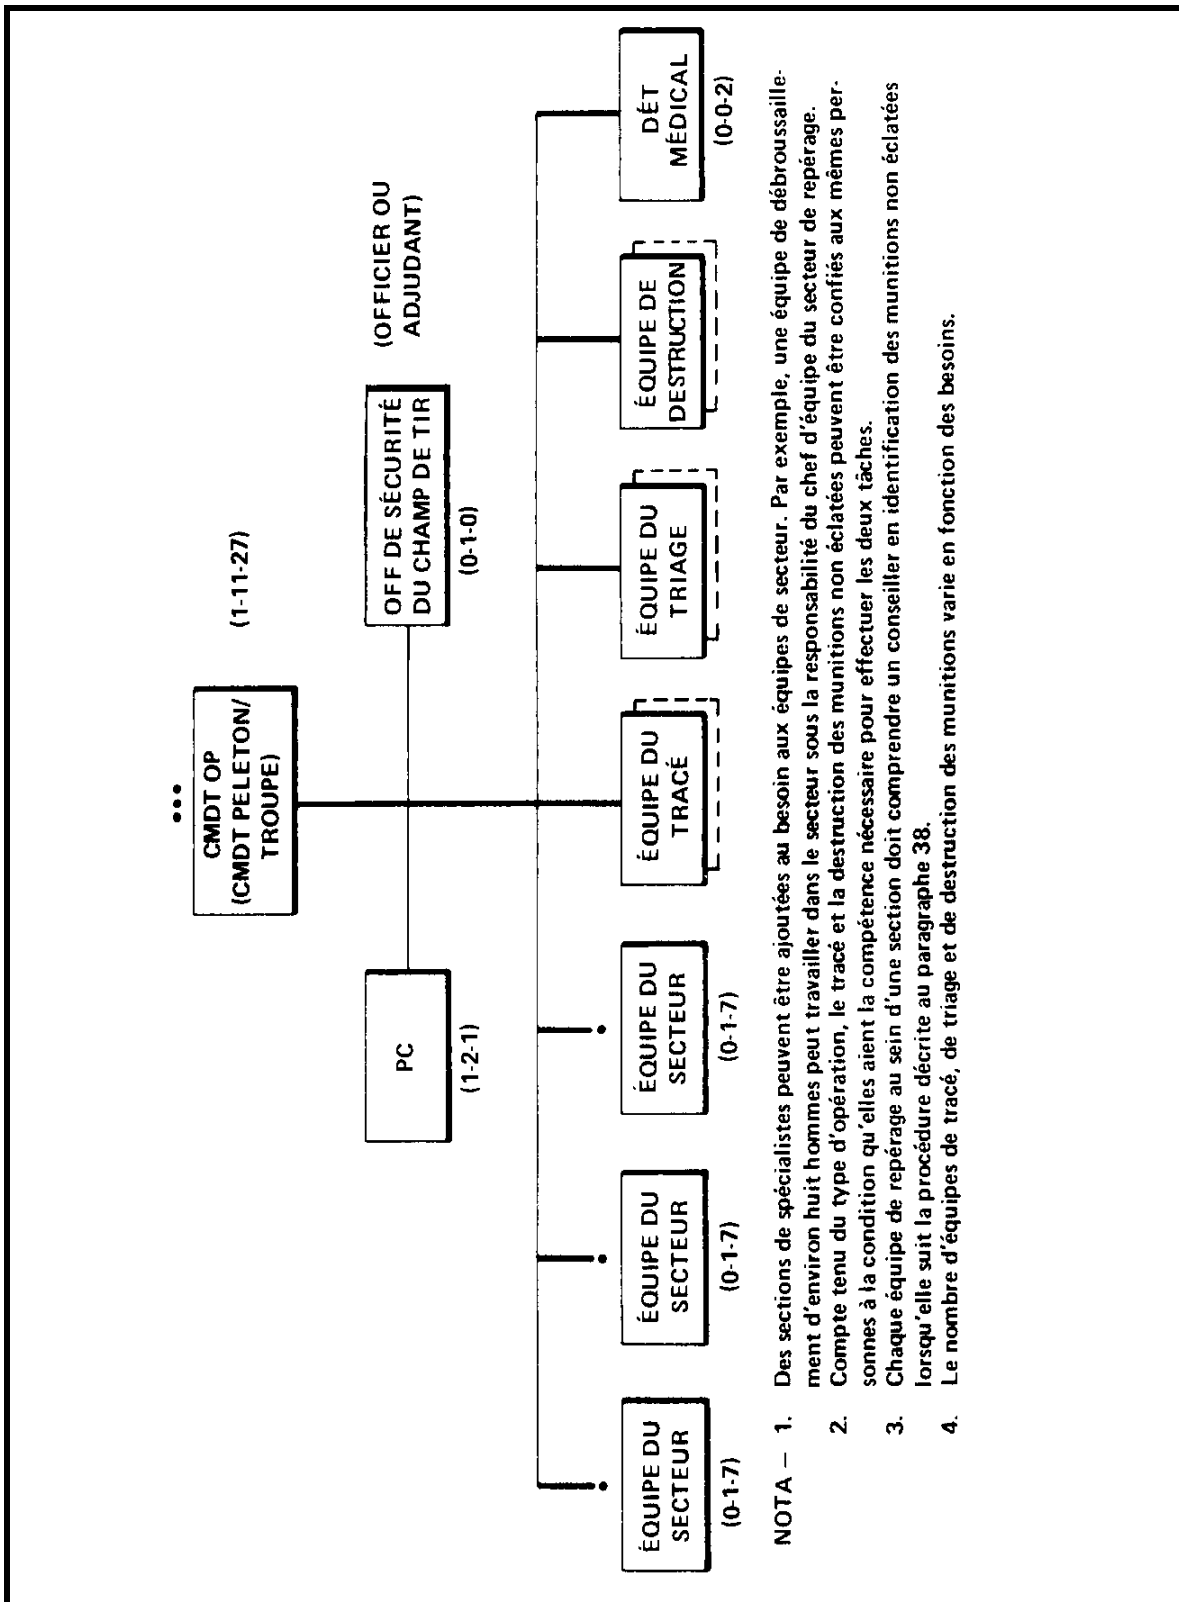 CMDT OP
(CMDT PELETON/
TROUPE)
(1-11-27)
PC
(1-2-1)
OFF DE SÉCURITÉ
DU CHAMP DE TIR
(0-1-0)
(OFFICIER OU
ADJUDANT)
ÉQUIPE DU
SECTEUR
(0-1-7)
ÉQUIPE DU
SECTEUR
(0-1-7)
ÉQUIPE DU
SECTEUR
(0-1-7)
ÉQUIPE DU
TRACÉ
ÉQUIPE DU
TRIAGE
ÉQUIPE DE
DESTRUCTION
DÉT
MÉDICAL
(0-0-2)
NOTA – 1. Des sections de spécialistes peuvent être ajoutées au besoin aux équipes de secteur. Par exemple, une équipe de débroussaille-
ment d'environ huit hommes peut travailler dans le secteur sous la responsabilité du chef d'équipe du secteur de repérage.
2. Compte tenu du type d'opération, le tracé et la destruction des munitions non éclatées peuvent être confiés aux mêmes per-
sonnes à la condition qu'elles aient la compétence nécessaire pour effectuer les deux tâches.
3. Chaque équipe de repérage au sein d'une section doit comprendre un conseiller en identification des munitions non éclatées
lorsqu'elle suit la procédure décrite au paragraphe 38.
4. Le nombre d'équipes de tracé, de triage et de destruction des munitions varie en fonction des besoins.